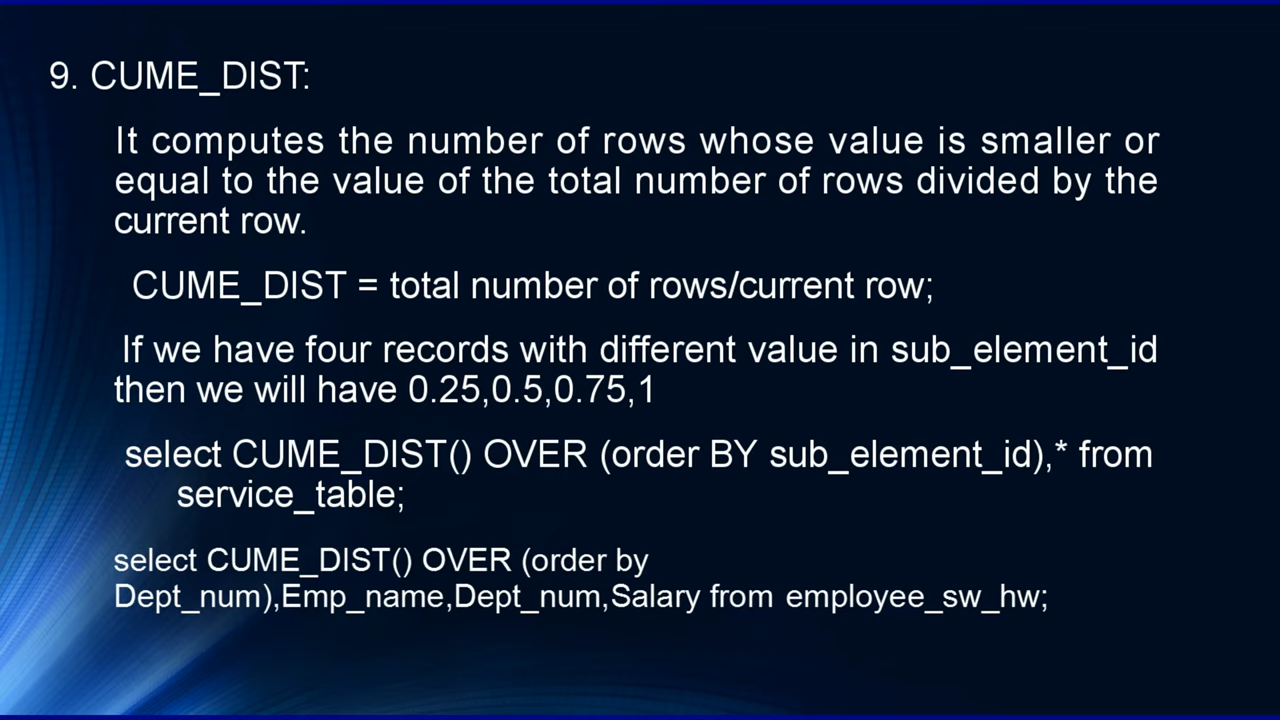 9. CUME_DIST:
It computes the number of rows whose value is smaller or
equal to the value of the total number of rows divided by the
current row.
CUME_DIST = total number of rows/current row;
If we have four records with different value in sub_element_id
then we will have 0.25,0.5,0.75,1
select CUME_DIST() OVER (order BY sub_element_id),* from
service_table;
select CUME_DIST() OVER (order by
Dept_num),Emp_name,Dept_num,Salary from employee_sw_hw;